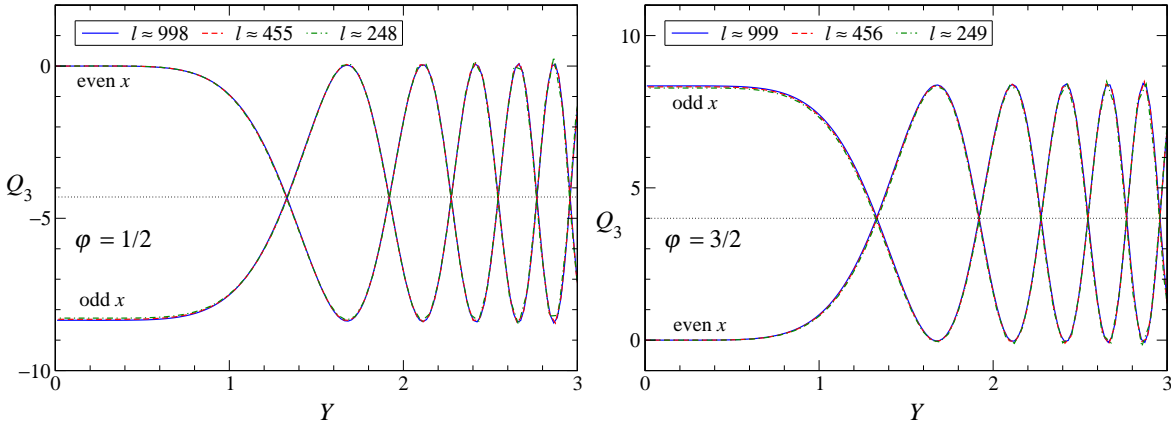 l ≈ 998 l ≈ 455 l ≈ 248
0
even x
Q3
−5
φ = 1/2
odd x
−10
0 1 2 3
Y
l ≈ 999 l ≈ 456 l ≈ 249
10
odd x
5
Q3
φ = 3/2
even x
0
0 1 2 3
Y